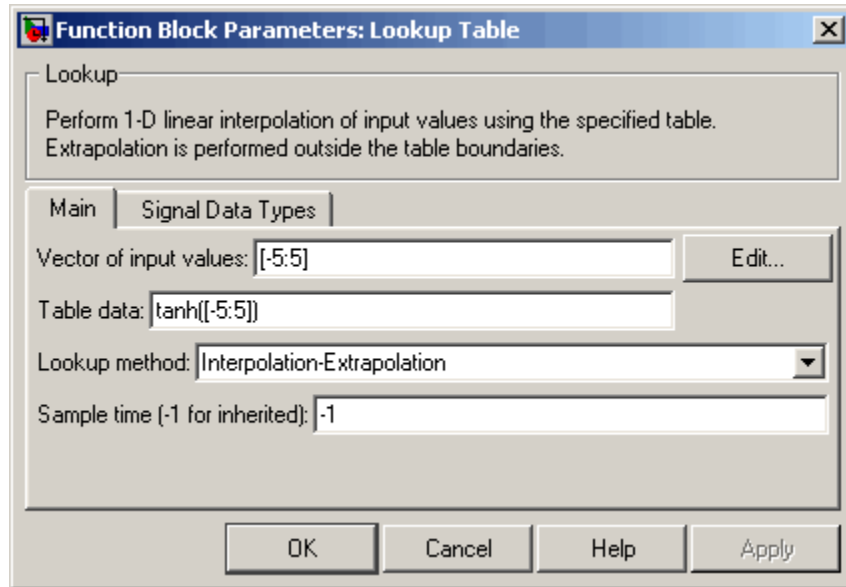 Function Block Parameters: Lookup Table
Lookup
Perform 1-D linear interpolation of input values using the specified table.
Extrapolation is performed outside the table boundaries.
Main Signal Data Types
Vector of input values: [-5:5] Edit...
Table data: tanh([-5:5])
Lookup method: Interpolation-Extrapolation
Sample time (-1 for inherited): -1
OK Cancel Help Apply